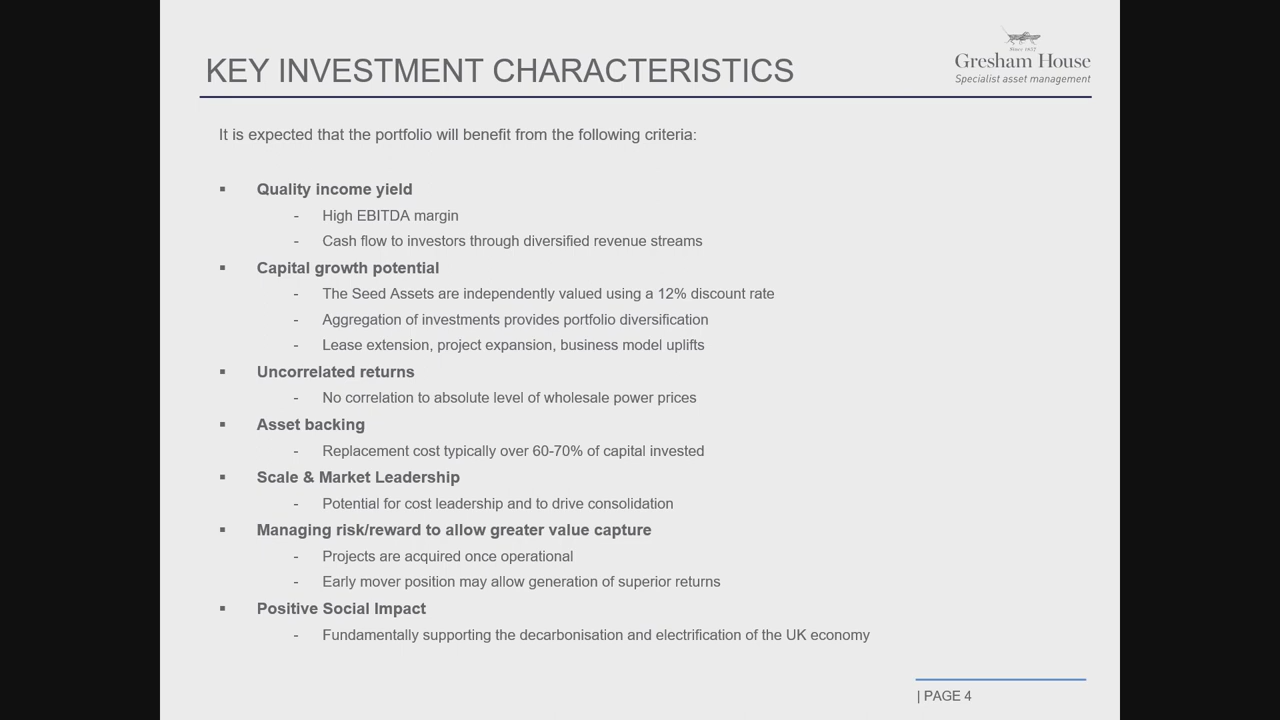 KEY INVESTMENT CHARACTERISTICS
Since 1857
Gresham House
Specialist asset management
It is expected that the portfolio will benefit from the following criteria:
▪ Quality income yield
- High EBITDA margin
- Cash flow to investors through diversified revenue streams
▪ Capital growth potential
- The Seed Assets are independently valued using a 12% discount rate
- Aggregation of investments provides portfolio diversification
- Lease extension, project expansion, business model uplifts
▪ Uncorrelated returns
- No correlation to absolute level of wholesale power prices
▪ Asset backing
- Replacement cost typically over 60-70% of capital invested
▪ Scale & Market Leadership
- Potential for cost leadership and to drive consolidation
▪ Managing risk/reward to allow greater value capture
- Projects are acquired once operational
- Early mover position may allow generation of superior returns
▪ Positive Social Impact
- Fundamentally supporting the decarbonisation and electrification of the UK economy
| PAGE 4